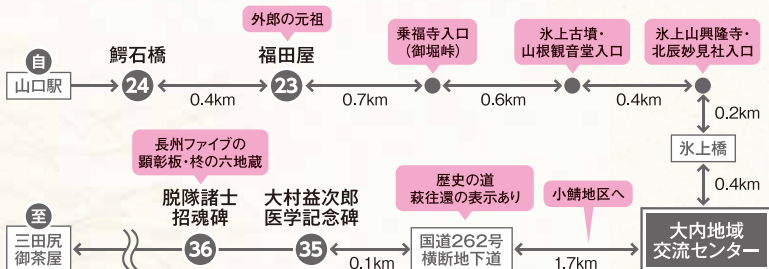 外郎の元祖
乗福寺入口
（御堀峠）
氷上古墳・
山根観音堂入口
氷上山興隆寺・
北辰妙見社入口
自
山口駅
鰐石橋
24
0.4km
福田屋
23
0.7km
0.6km
0.4km
0.2km
氷上橋
0.4km
大内地域
交流センター
小鯖地区へ
1.7km
歴史の道
萩往還の表示あり
国道262号
横断地下道
0.1km
大村益次郎
医学記念碑
35
長州ファイブの
顕彰板・柊の六地蔵
脱隊諸士
招魂碑
36
至
三田尻
御茶屋